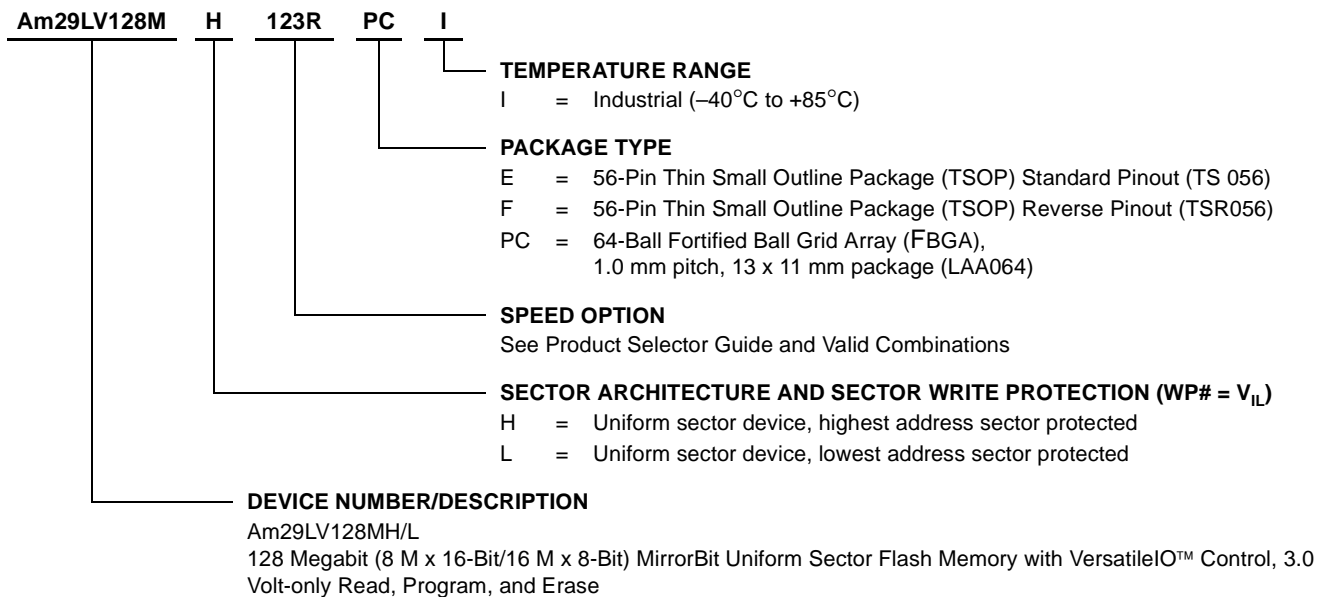 Am29LV128M H 123R PC I
TEMPERATURE RANGE
I = Industrial (–40°C to +85°C)
PACKAGE TYPE
E = 56-Pin Thin Small Outline Package (TSOP) Standard Pinout (TS 056)
F = 56-Pin Thin Small Outline Package (TSOP) Reverse Pinout (TSR056)
PC = 64-Ball Fortified Ball Grid Array (FBGA),
1.0 mm pitch, 13 x 11 mm package (LAA064)
SPEED OPTION
See Product Selector Guide and Valid Combinations
SECTOR ARCHITECTURE AND SECTOR WRITE PROTECTION (WP# = VIL)
H = Uniform sector device, highest address sector protected
L = Uniform sector device, lowest address sector protected
DEVICE NUMBER/DESCRIPTION
Am29LV128MH/L
128 Megabit (8 M x 16-Bit/16 M x 8-Bit) MirrorBit Uniform Sector Flash Memory with VersatileIO™ Control, 3.0
Volt-only Read, Program, and Erase